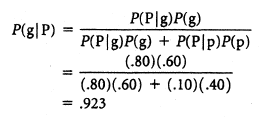 P(g|P) = P(P|g)P(g) / P(P|g)P(g) + P(P|p)P(p)
= (.80)(.60) / (.80)(.60) + (.10)(.40)
= .923